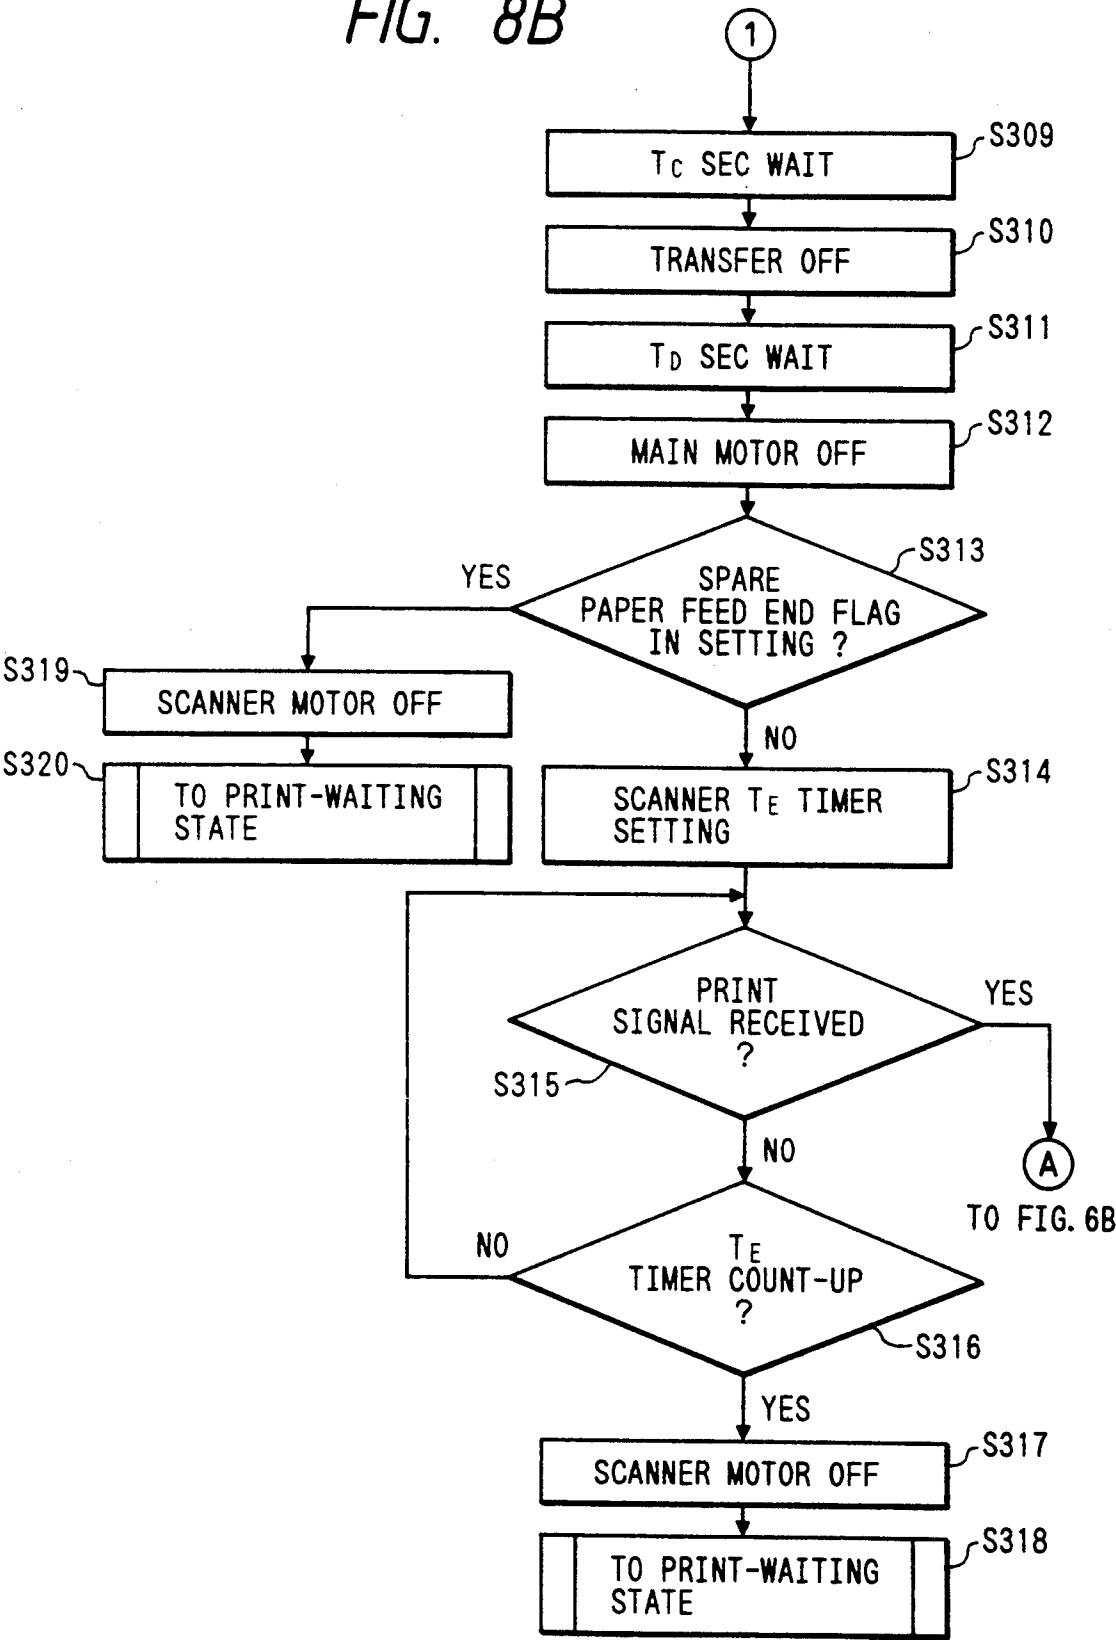 FIG. 8B
1
S309
TC SEC WAIT
S310
TRANSFER OFF
S311
TD SEC WAIT
S312
MAIN MOTOR OFF
S313
YES
SPARE
PAPER FEED END FLAG
IN SETTING ?
S319
SCANNER MOTOR OFF
NO
S320
TO PRINT-WAITING
STATE
S314
SCANNER TE TIMER
SETTING
PRINT
SIGNAL RECEIVED
?
YES
S315
NO
A
TO FIG. 6B
NO
TE
TIMER COUNT-UP
?
S316
YES
S317
SCANNER MOTOR OFF
S318
TO PRINT-WAITING
STATE